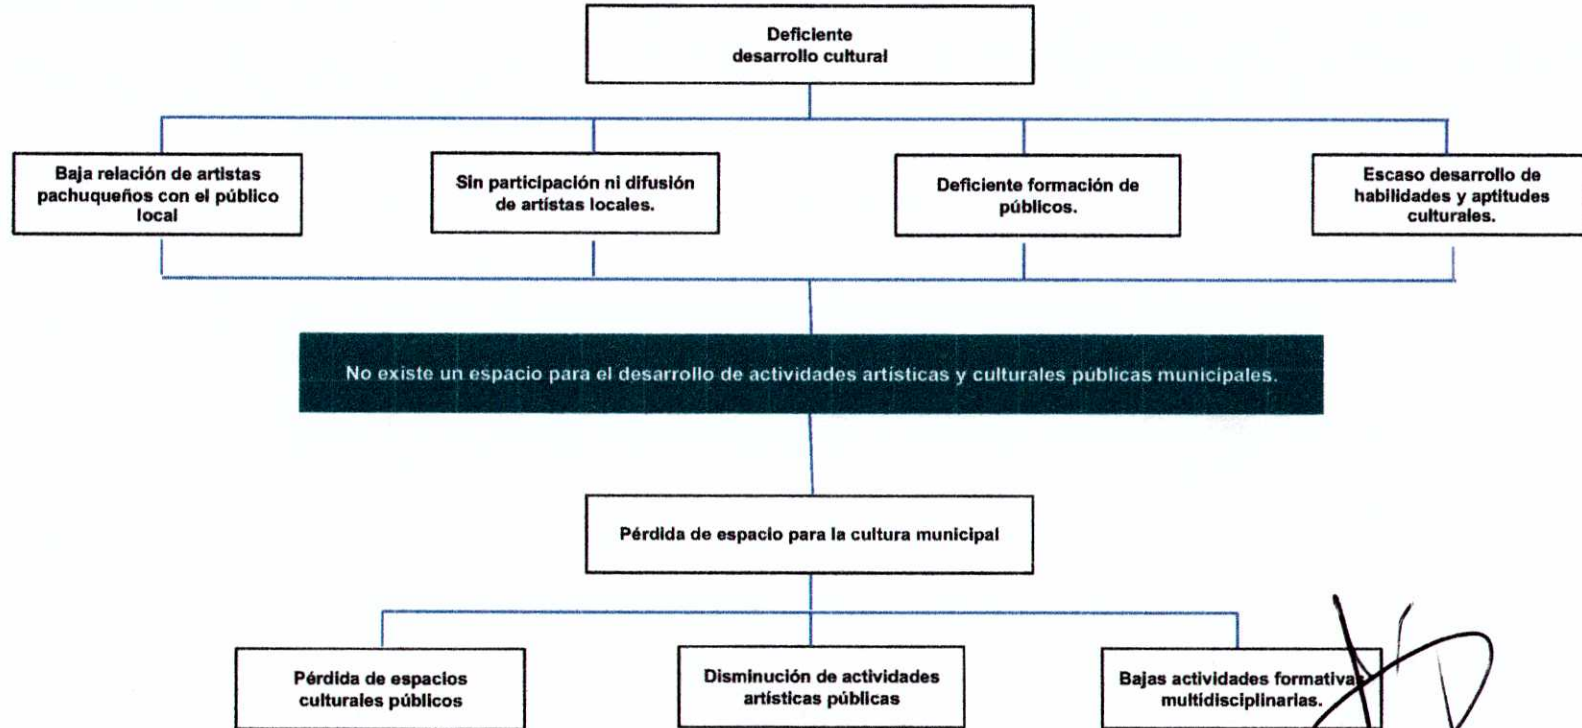 Deficiente
desarrollo cultural
Baja relación de artistas
pachuqueños con el público
local
Sin participación ni difusión
de artístas locales.
Deficiente formación de
públicos.
Escaso desarrollo de
habilidades y aptitudes
culturales.
No existe un espacio para el desarrollo de actividades artísticas y culturales públicas municipales.
Pérdida de espacio para la cultura municipal
Pérdida de espacios
culturales públicos
Disminución de actividades
artísticas públicas
Bajas actividades formativas
multidisciplinarias.